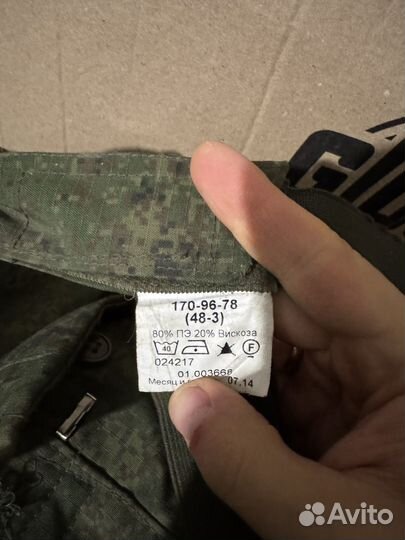 170-96-78
(48-3)
80% ПЭ 20% Вискоза
40 F
024217
01.003668
Месяц и 07.14
Avito